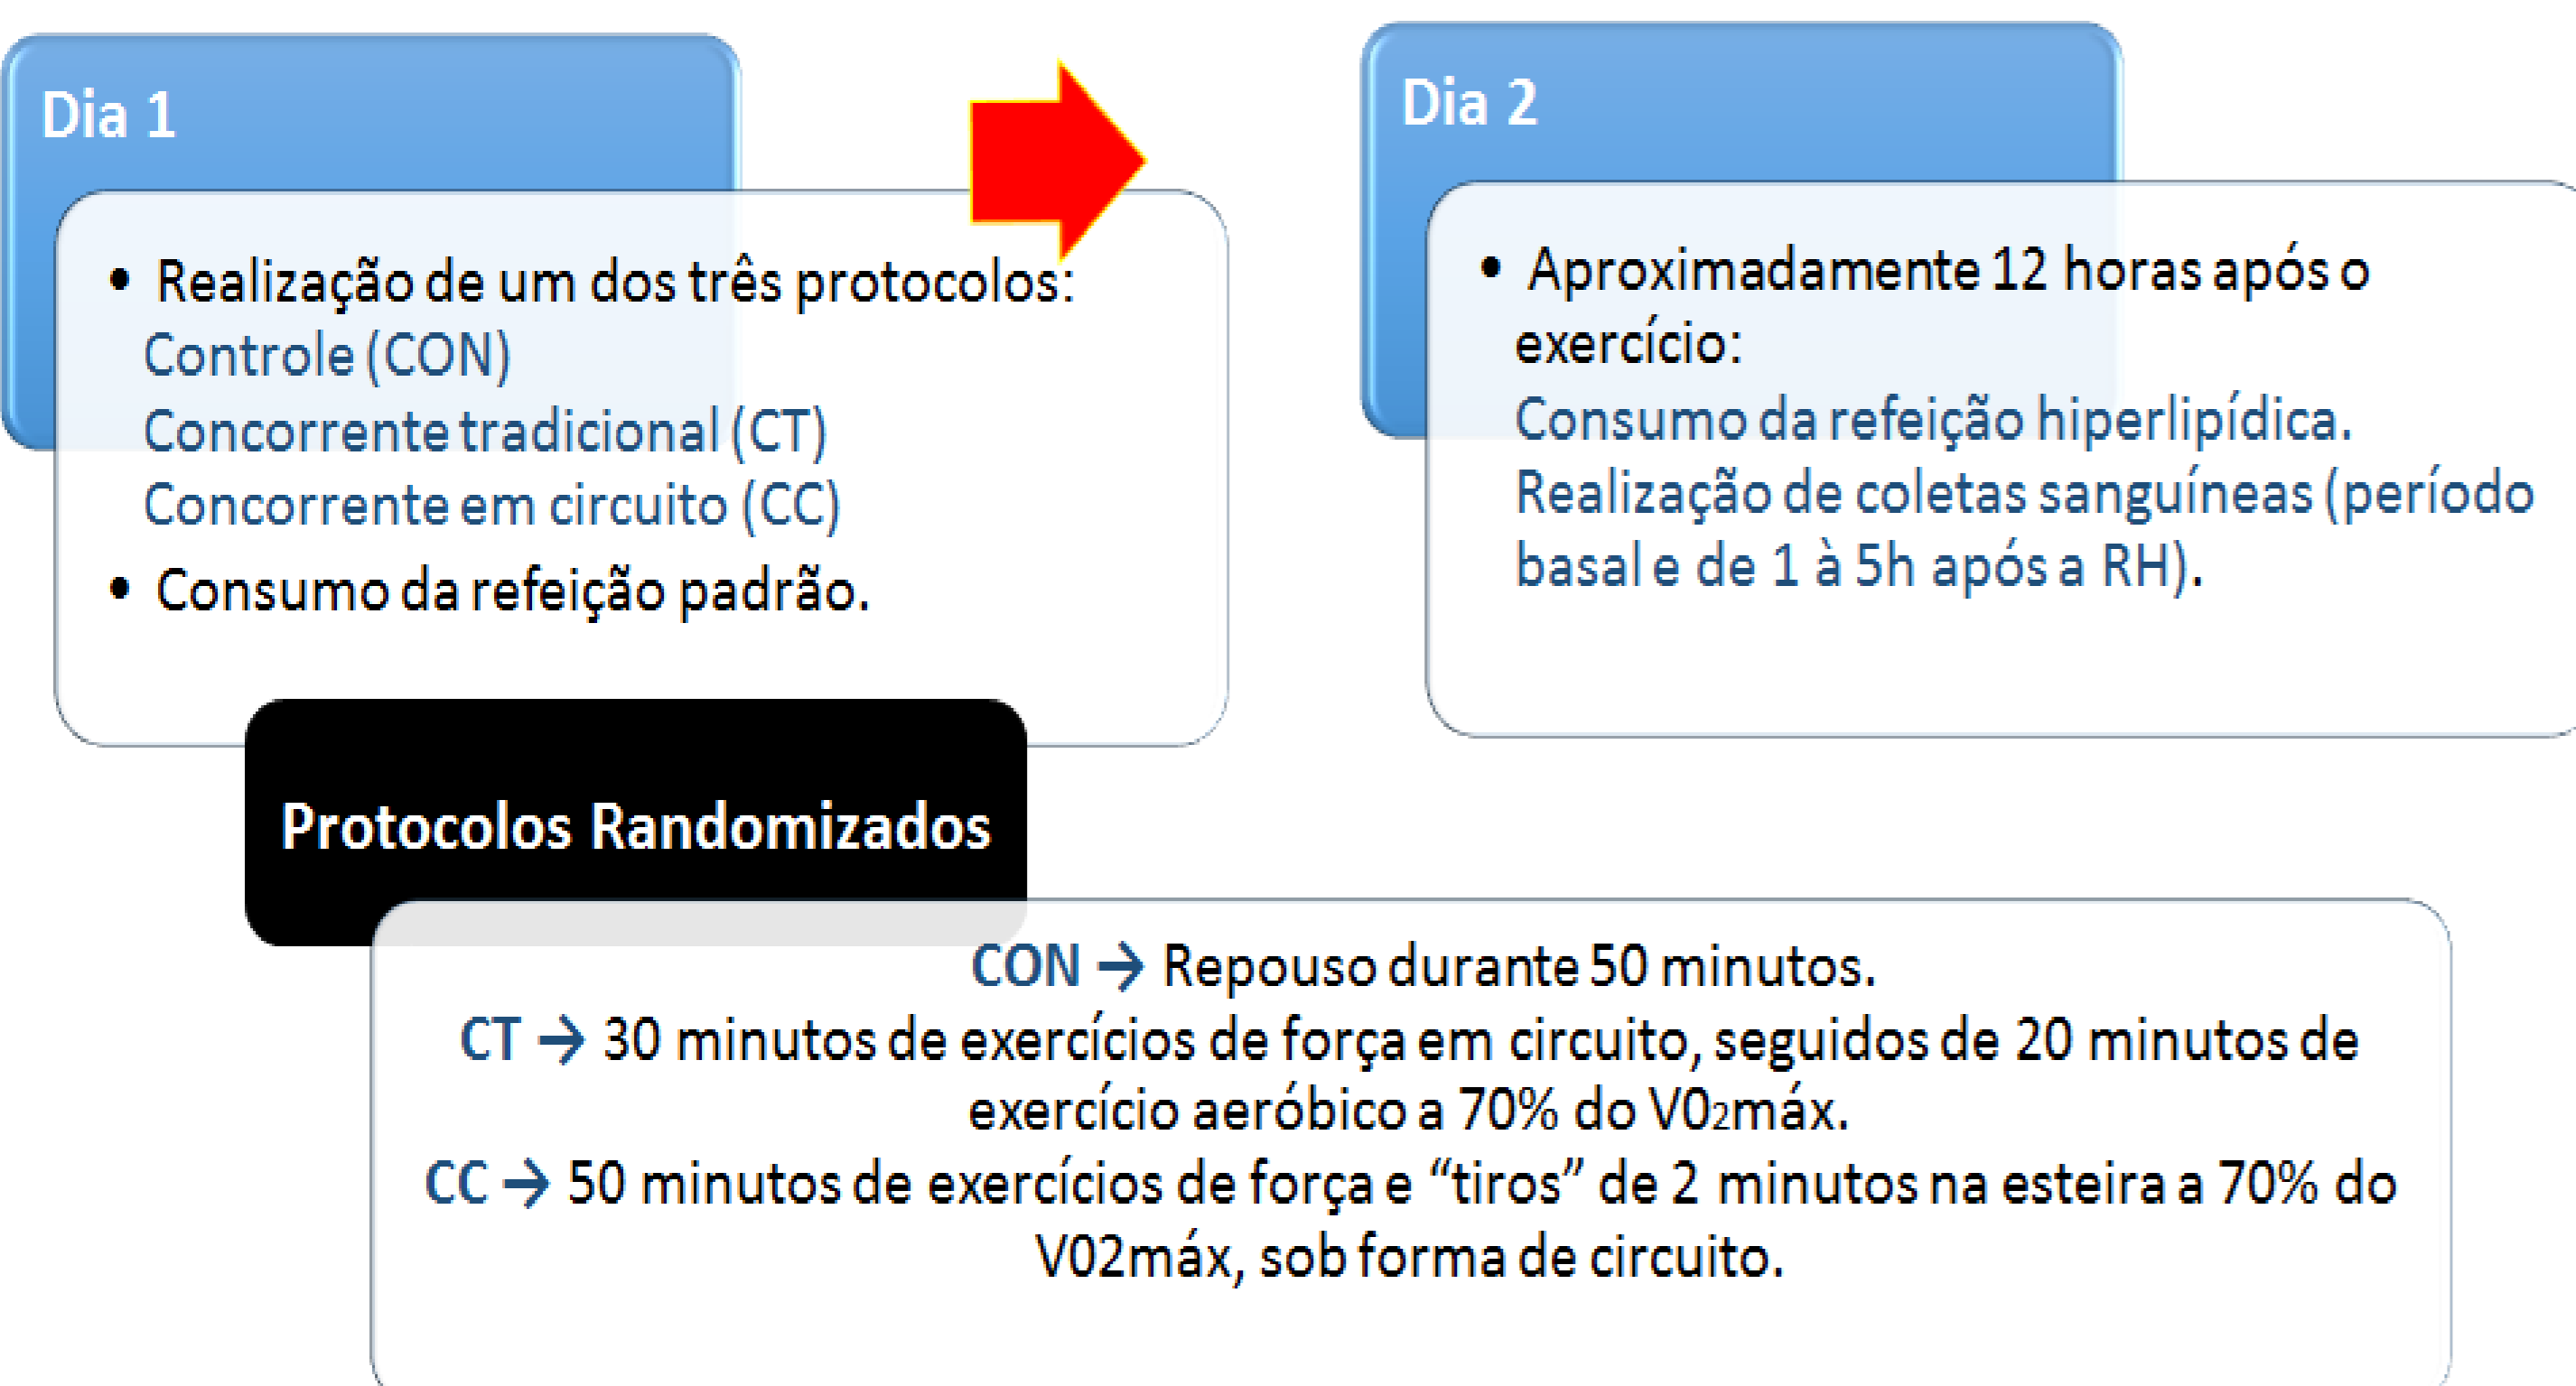 Dia 1
• Realização de um dos três protocolos:
Controle (CON)
Concorrente tradicional (CT)
Concorrente em circuito (CC)
• Consumo da refeição padrão.
Dia 2
• Aproximadamente 12 horas após o
exercício:
Consumo da refeição hiperlipídica.
Realização de coletas sanguíneas (período
basal e de 1 à 5h após a RH).
Protocolos Randomizados
CON → Repouso durante 50 minutos.
CT → 30 minutos de exercícios de força em circuito, seguidos de 20 minutos de
exercício aeróbico a 70% do V0₂máx.
CC → 50 minutos de exercícios de força e “tiros” de 2 minutos na esteira a 70% do
V02máx, sob forma de circuito.